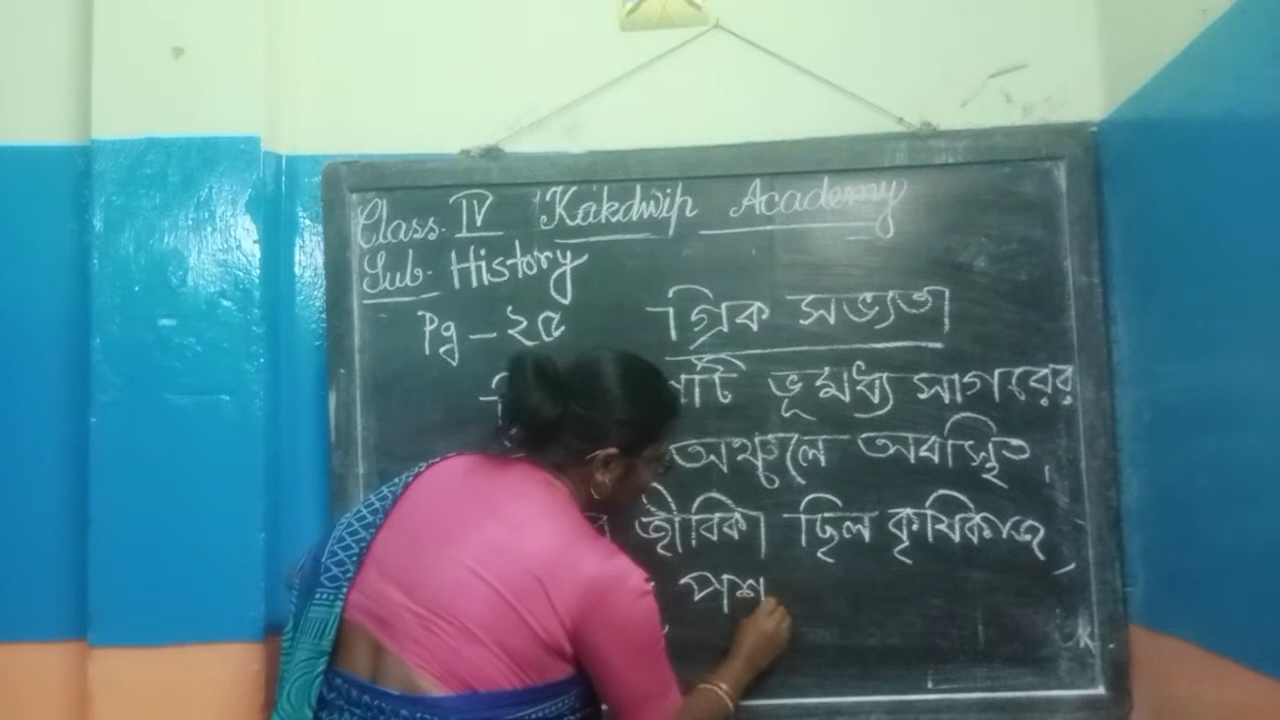 Class. IV Kakdwip Academy
Sub- History
Pg - ২৫ গ্রিক সভ্যতা
টি ভূমধ্য সাগরের
অঞ্চলে অবস্থিত,
জীবিকা ছিল কৃষিকাজ,
পশ